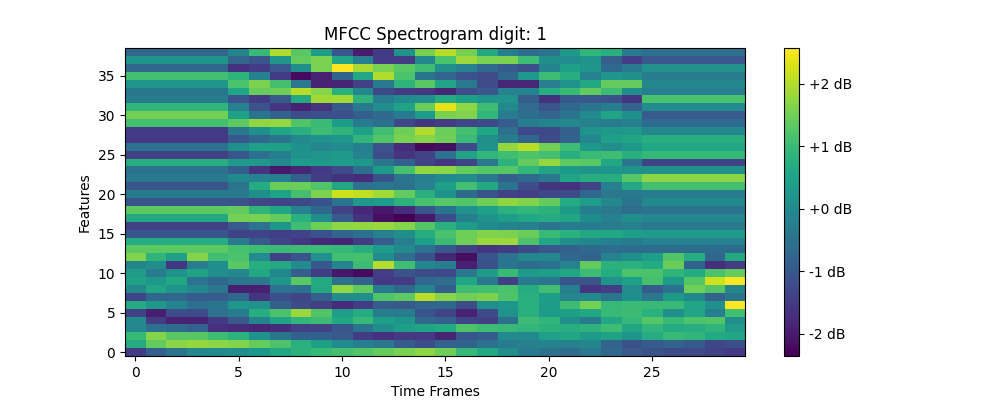 MFCC Spectrogram digit: 1
Features
35
30
25
20
15
10
5
0
0 5 10 15 20 25
Time Frames
+2 dB
+1 dB
+0 dB
-1 dB
-2 dB